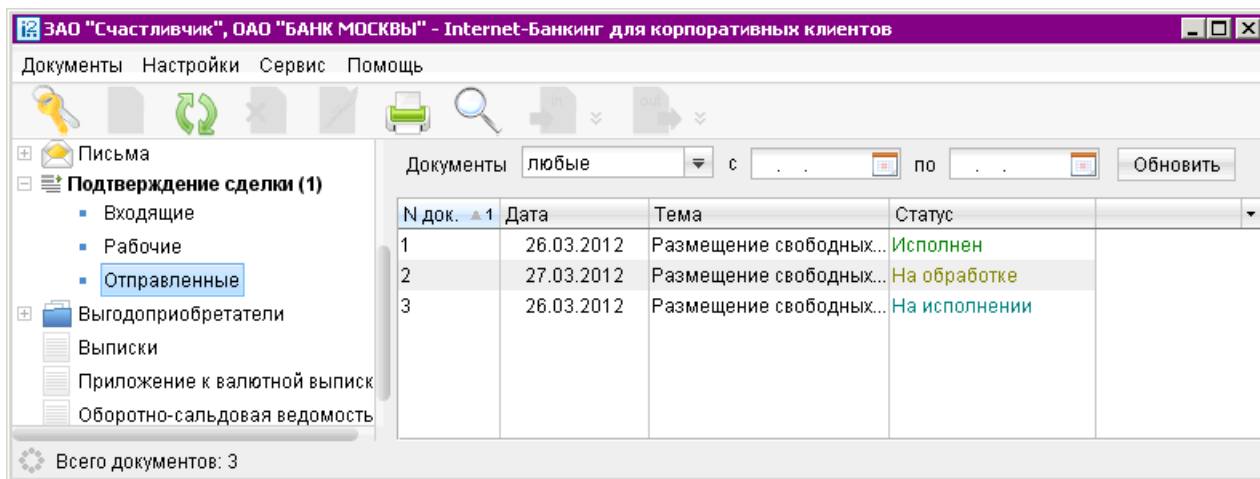 ЗАО "Счастливчик", ОАО "БАНК МОСКВЫ" - Internet-Банкинг для корпоративных клиентов
Документы Настройки Сервис Помощь
in out
Письма
Подтверждение сделки (1)
Входящие
Рабочие
Отправленные
Выгодоприобретатели
Выписки
Приложение к валютной выписк
Оборотно-сальдовая ведомость
Документы любые с . . по . . Обновить
N док. 1 Дата Тема Статус
1 26.03.2012 Размещение свободных... Исполнен
2 27.03.2012 Размещение свободных... На обработке
3 26.03.2012 Размещение свободных... На исполнении
Всего документов: 3